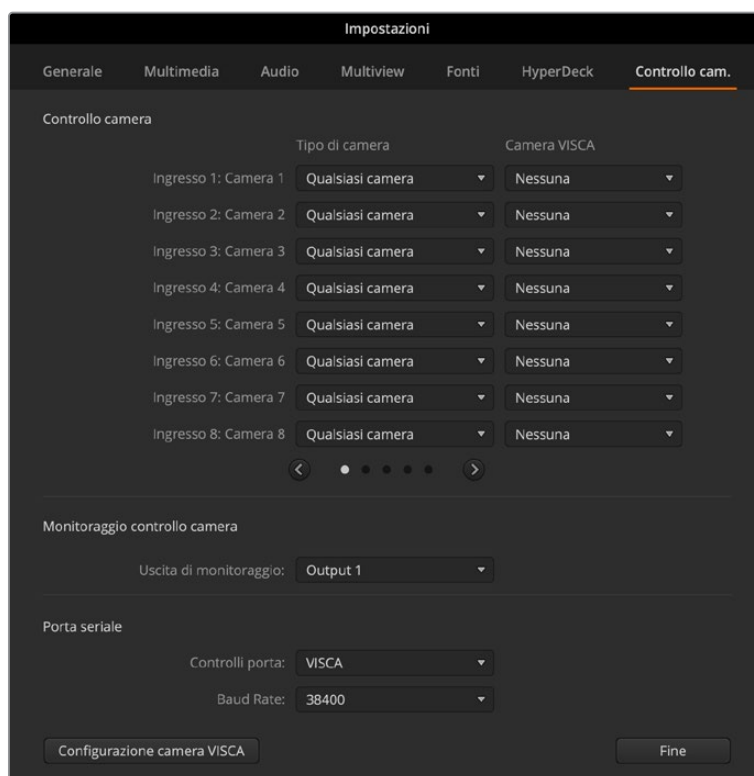 Impostazioni
Generale Multimedia Audio Multiview Fonti HyperDeck Controllo cam.
Controllo camera
Tipo di camera Camera VISCA
Ingresso 1: Camera 1 Qualsiasi camera Nessuna
Ingresso 2: Camera 2 Qualsiasi camera Nessuna
Ingresso 3: Camera 3 Qualsiasi camera Nessuna
Ingresso 4: Camera 4 Qualsiasi camera Nessuna
Ingresso 5: Camera 5 Qualsiasi camera Nessuna
Ingresso 6: Camera 6 Qualsiasi camera Nessuna
Ingresso 7: Camera 7 Qualsiasi camera Nessuna
Ingresso 8: Camera 8 Qualsiasi camera Nessuna
Monitoraggio controllo camera
Uscita di monitoraggio: Output 1
Porta seriale
Controlli porta: VISCA
Baud Rate: 38400
Configurazione camera VISCA Fine